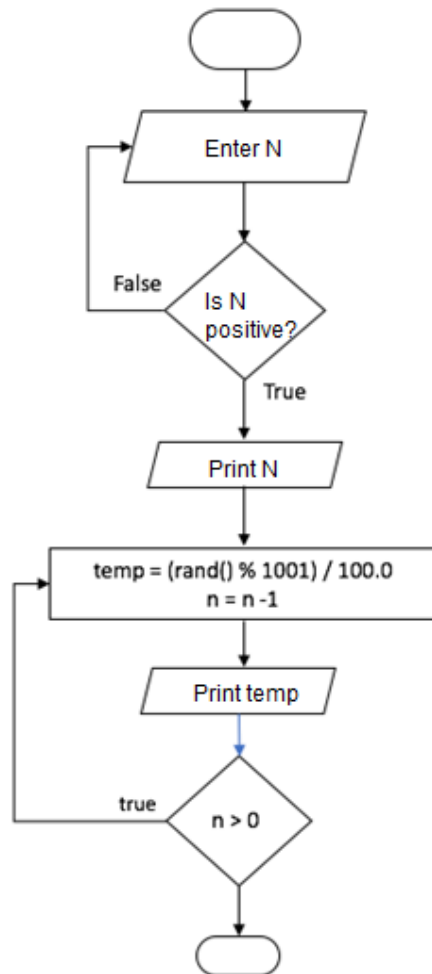 Enter N
False
Is N
positive?
True
Print N
temp = (rand() % 1001) / 100.0
n = n -1
Print temp
true
n > 0